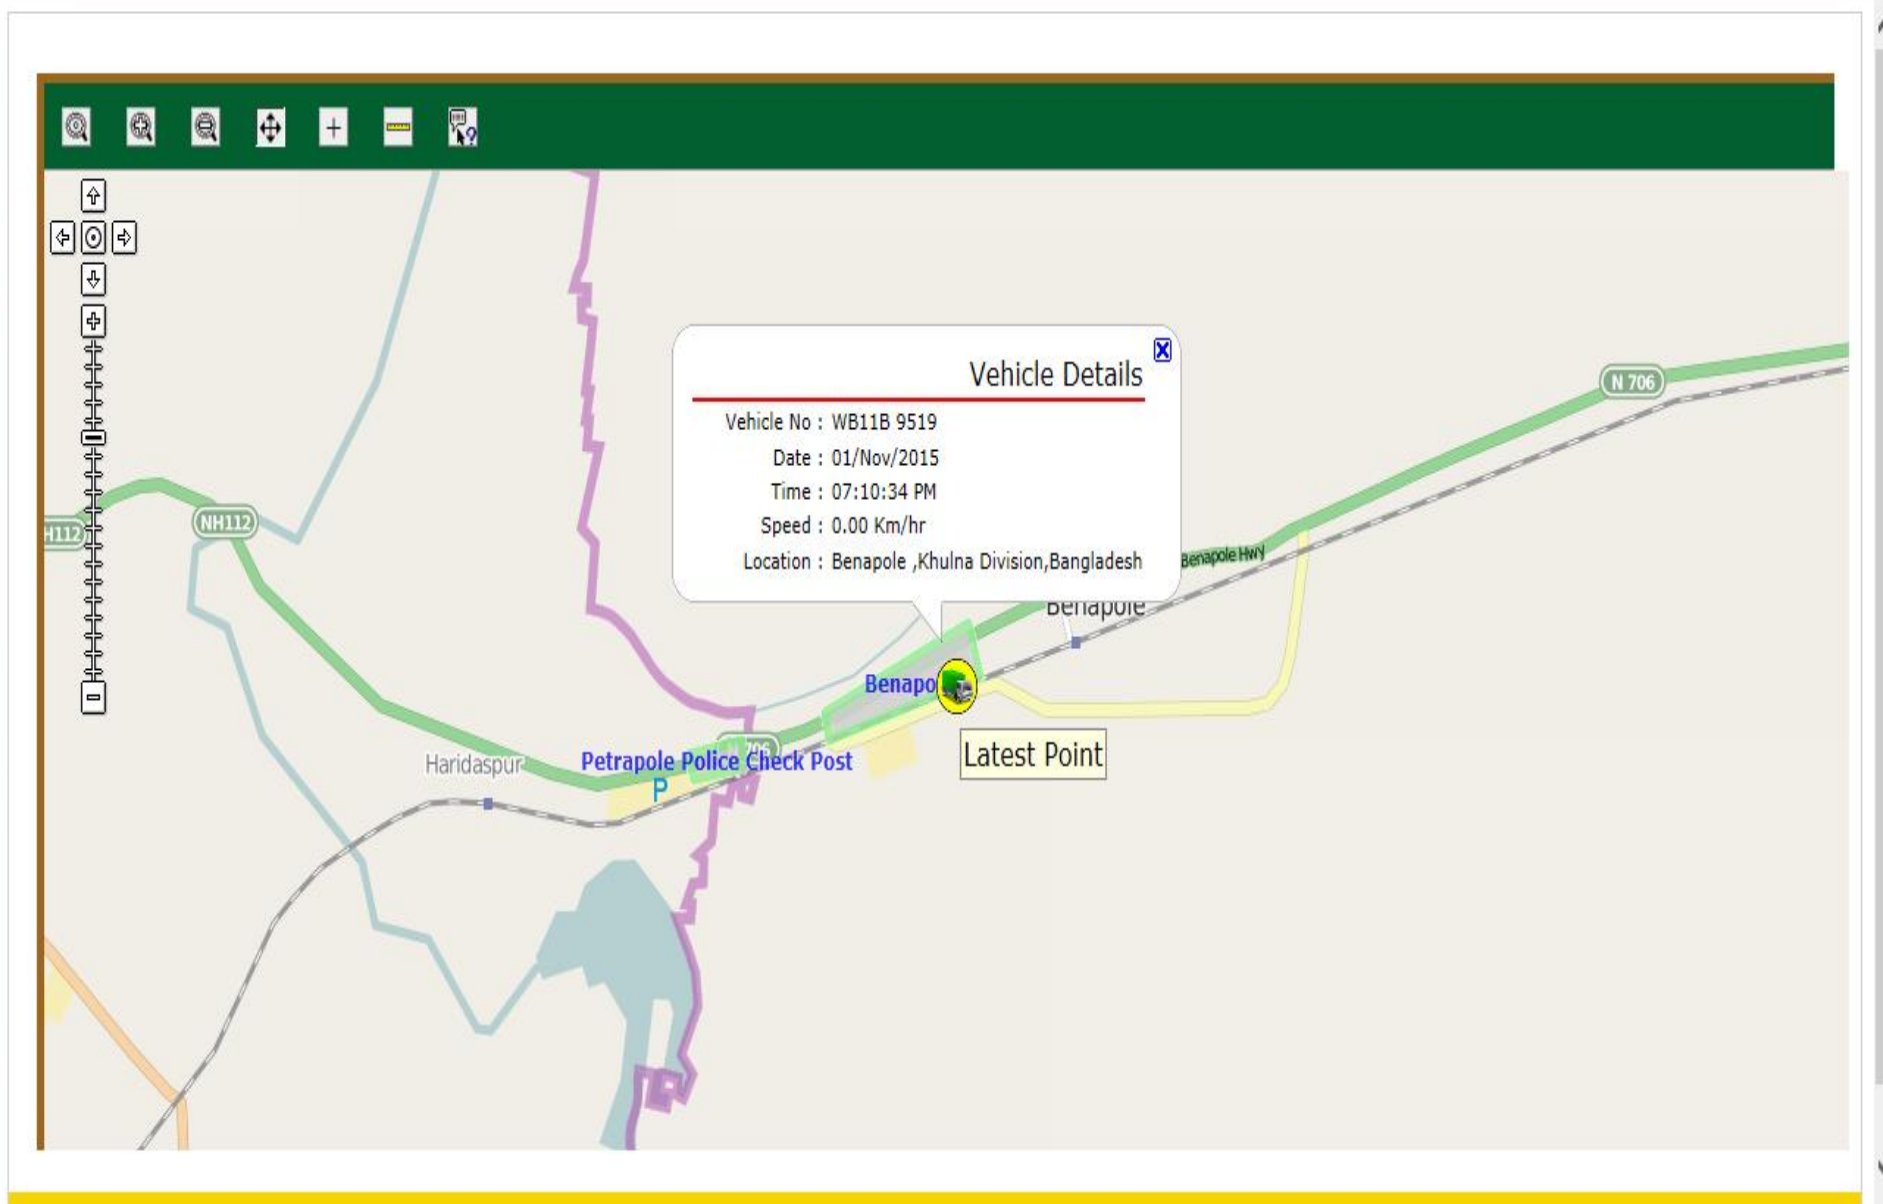 Vehicle Details
Vehicle No : WB11B 9519
Date : 01/Nov/2015
Time : 07:10:34 PM
Speed : 0.00 Km/hr
Location : Benapole ,Khulna Division,Bangladesh
N 706
NH112
H112
Benapole Hwy
Benapole
Benapo
Latest Point
Haridaspur
Petrapole Police Check Post
P